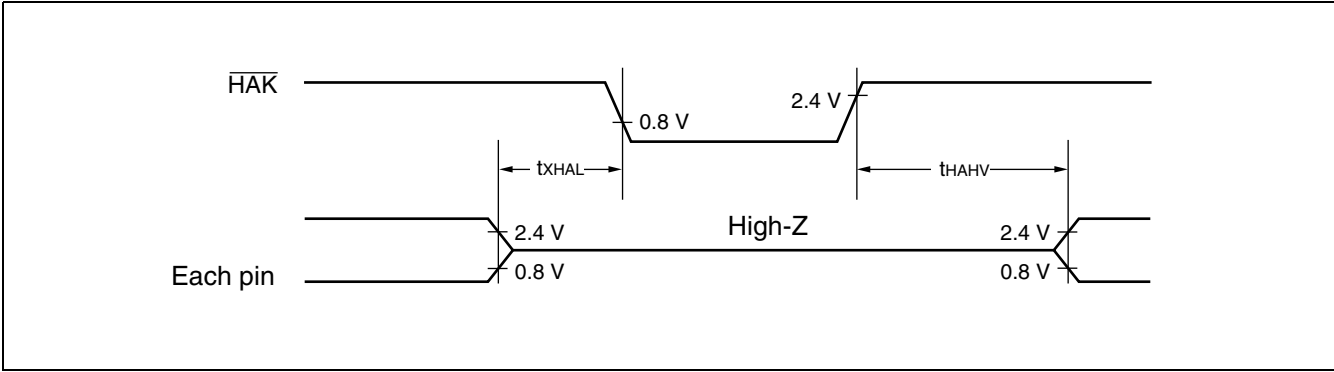 HAK
0.8 V
2.4 V
tXHAL
tHAHV
High-Z
2.4 V
2.4 V
Each pin
0.8 V
0.8 V